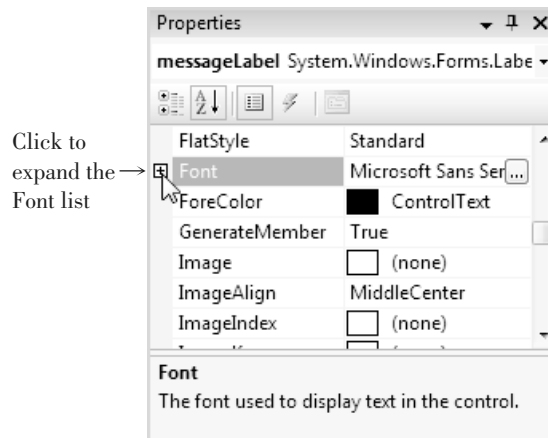 Properties
messageLabel System.Windows.Forms.Labe
FlatStyle Standard
Click to
expand the
Font list
Font Microsoft Sans Ser ...
ForeColor ControlText
GenerateMember True
Image (none)
ImageAlign MiddleCenter
ImageIndex (none)
Font
The font used to display text in the control.